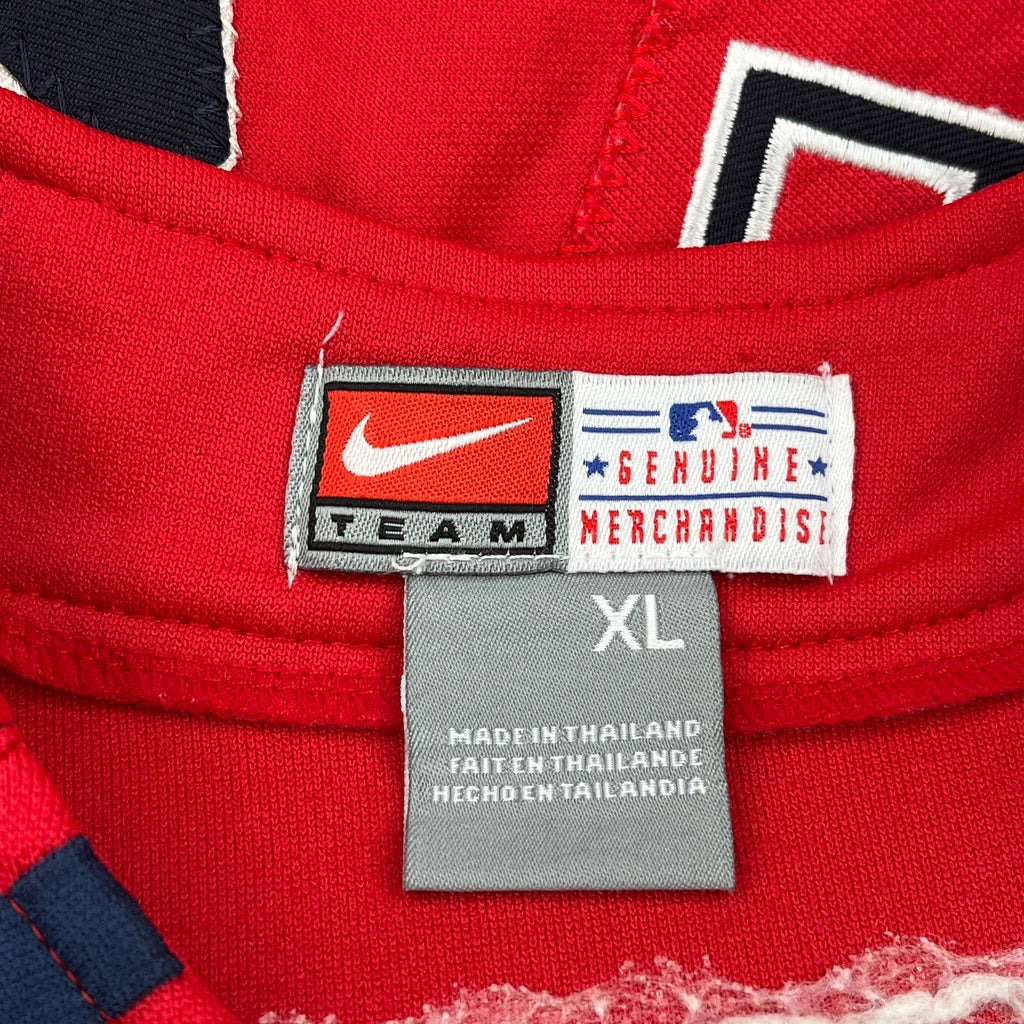 TEAM
GENUINE
MERCHANDISE
XL
MADE IN THAILAND
FAIT EN THAILANDE
HECHO EN TAILANDIA